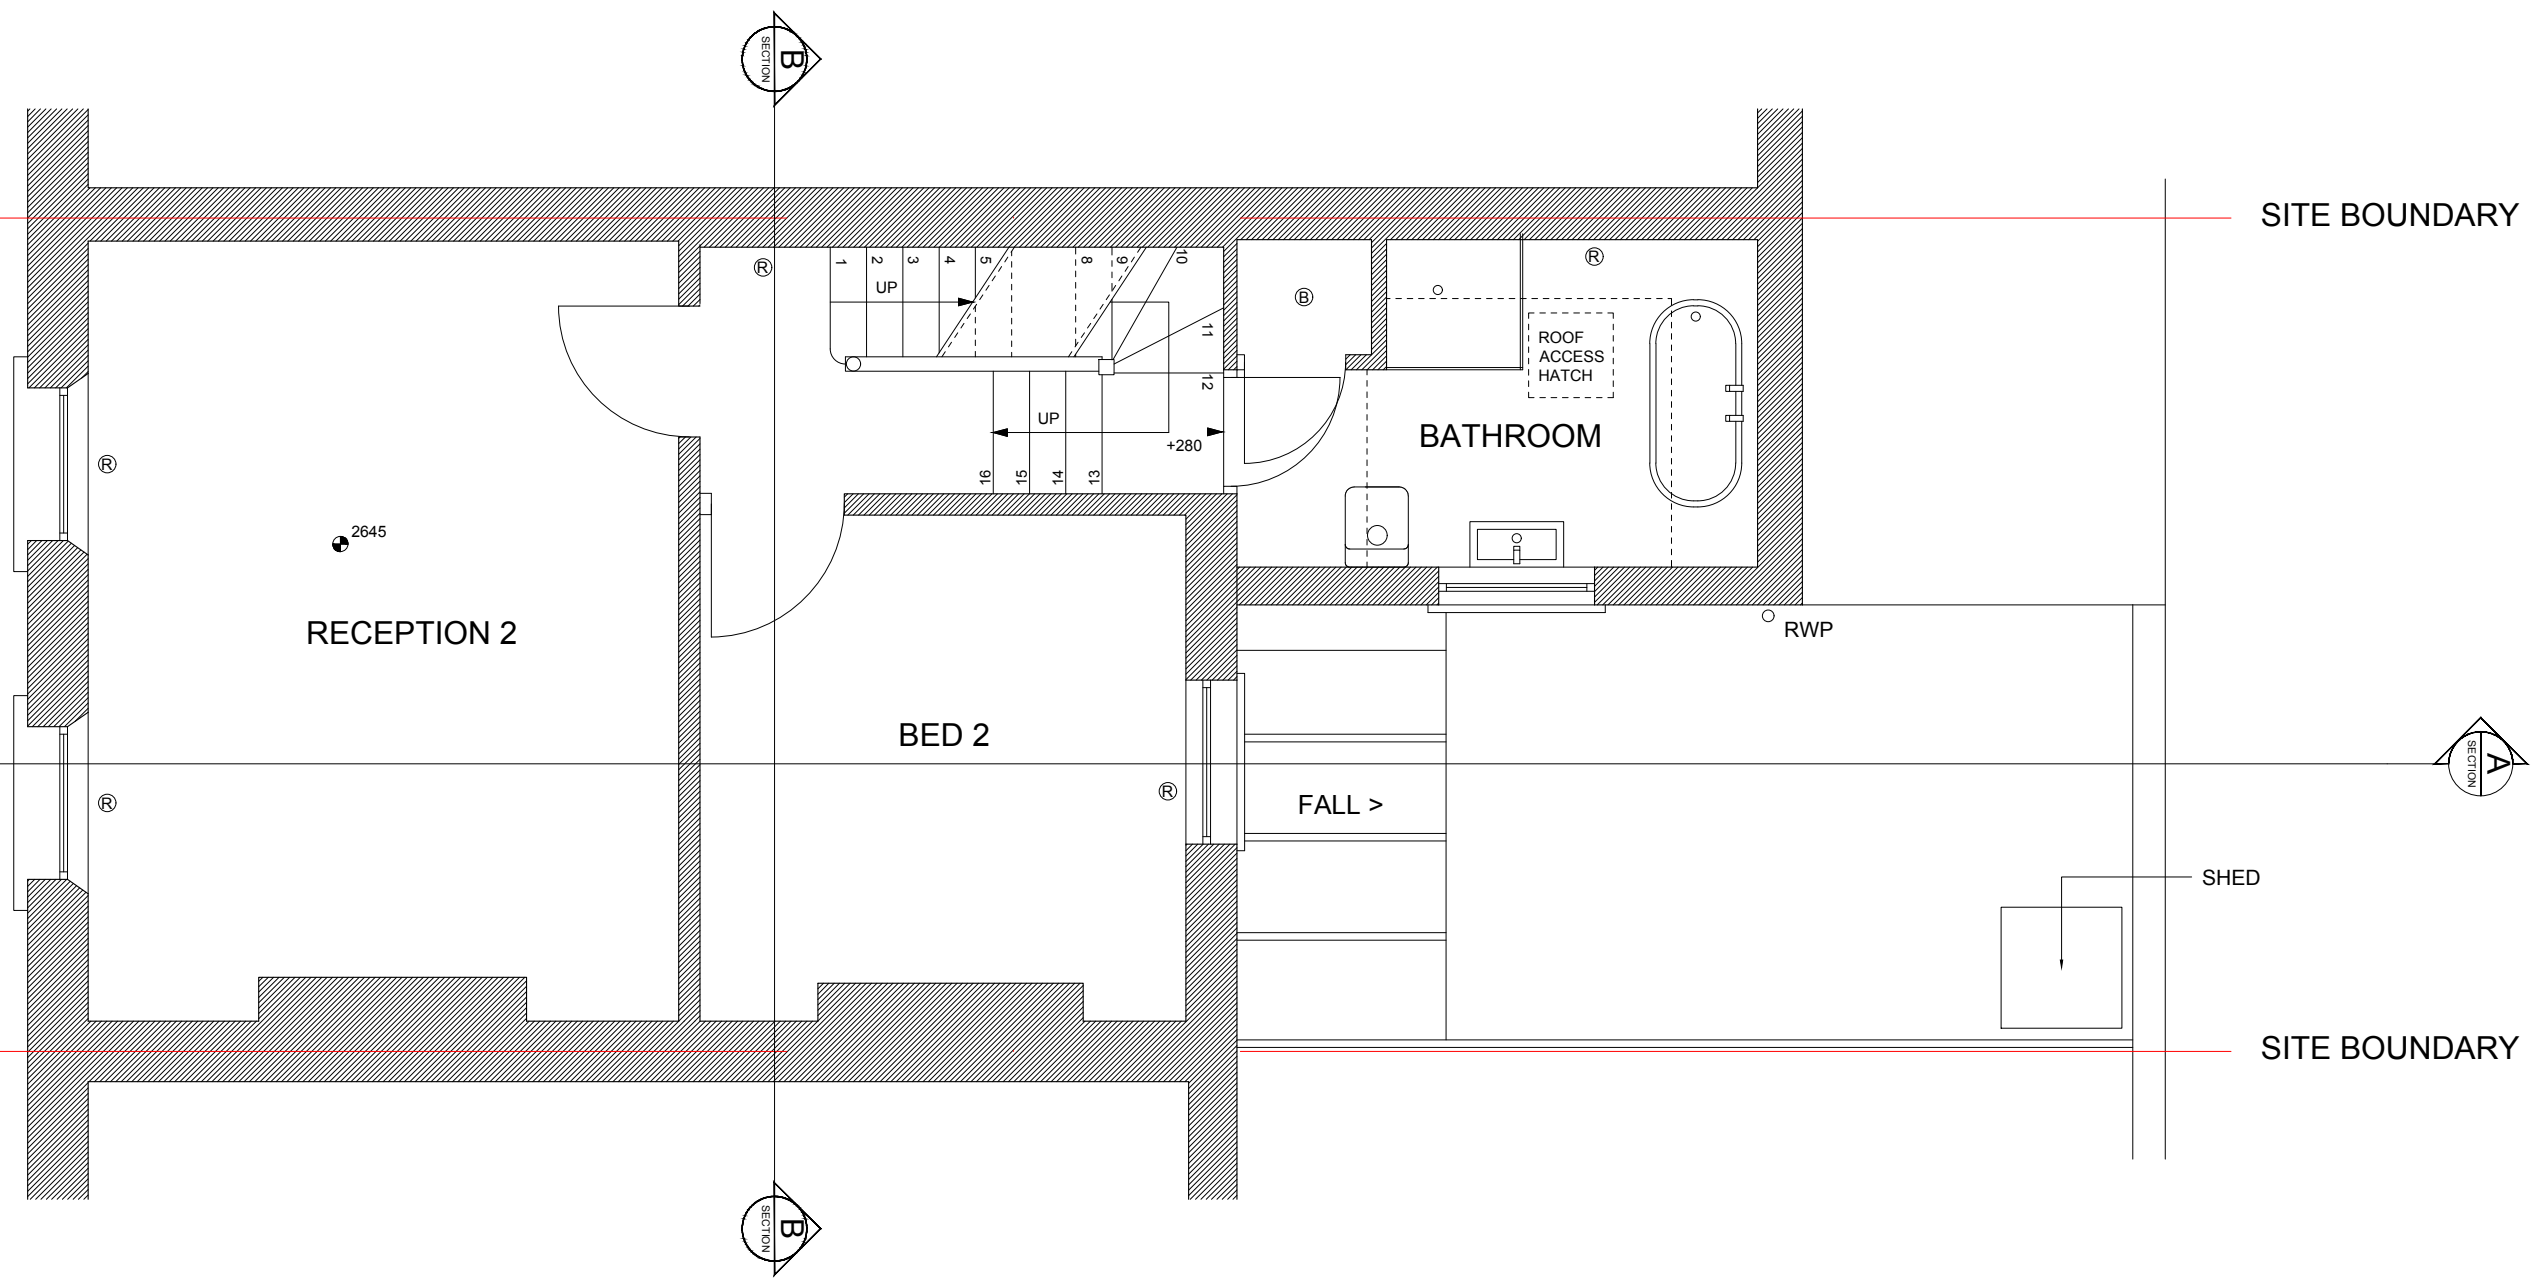 B
SECTION
SITE BOUNDARY
1
2
3
4
5
8
9
10
11
12
UP
R
B
R
ROOF
ACCESS
HATCH
BATHROOM
UP
+280
16
15
14
13
R
2645
RECEPTION 2
RWP
BED 2
A
SECTION
R
R
FALL >
SHED
SITE BOUNDARY
B
SECTION